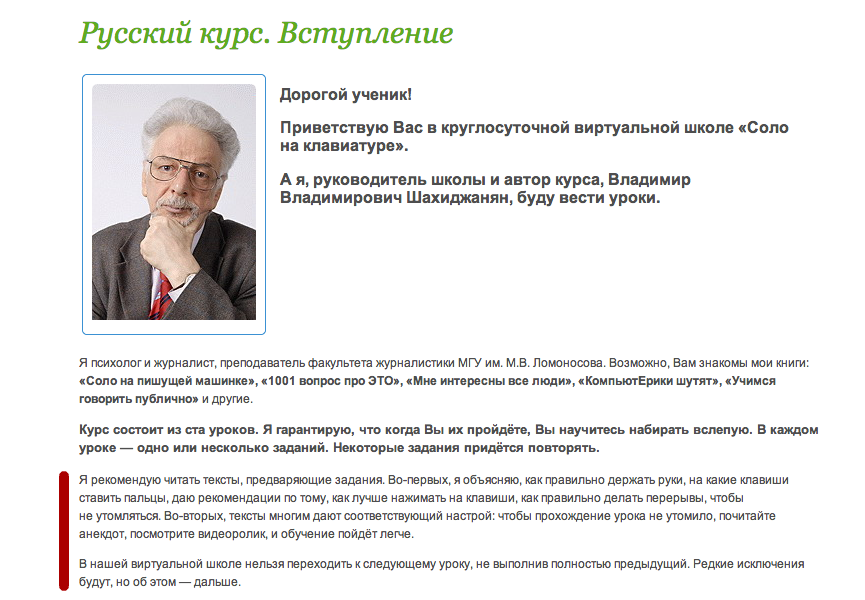 Русский курс. Вступление
Дорогой ученик!
Приветствую Вас в круглосуточной виртуальной школе «Соло
на клавиатуре».
А я, руководитель школы и автор курса, Владимир
Владимирович Шахиджанян, буду вести уроки.
Я психолог и журналист, преподаватель факультета журналистики МГУ им. М.В. Ломоносова. Возможно, Вам знакомы мои книги:
«Соло на пишущей машинке», «1001 вопрос про ЭТО», «Мне интересны все люди», «КомпьютЕрики шутят», «Учимся
говорить публично» и другие.
Курс состоит из ста уроков. Я гарантирую, что когда Вы их пройдёте, Вы научитесь набирать вслепую. В каждом
уроке — одно или несколько заданий. Некоторые задания придётся повторять.
Я рекомендую читать тексты, предваряющие задания. Во-первых, я объясняю, как правильно держать руки, на какие клавиши
ставить пальцы, даю рекомендации по тому, как лучше нажимать на клавиши, как правильно делать перерывы, чтобы
не утомляться. Во-вторых, тексты многим дают соответствующий настрой: чтобы прохождение урока не утомило, почитайте
анекдот, посмотрите видеоролик, и обучение пойдёт легче.
В нашей виртуальной школе нельзя переходить к следующему уроку, не выполнив полностью предыдущий. Редкие исключения
будут, но об этом — дальше.